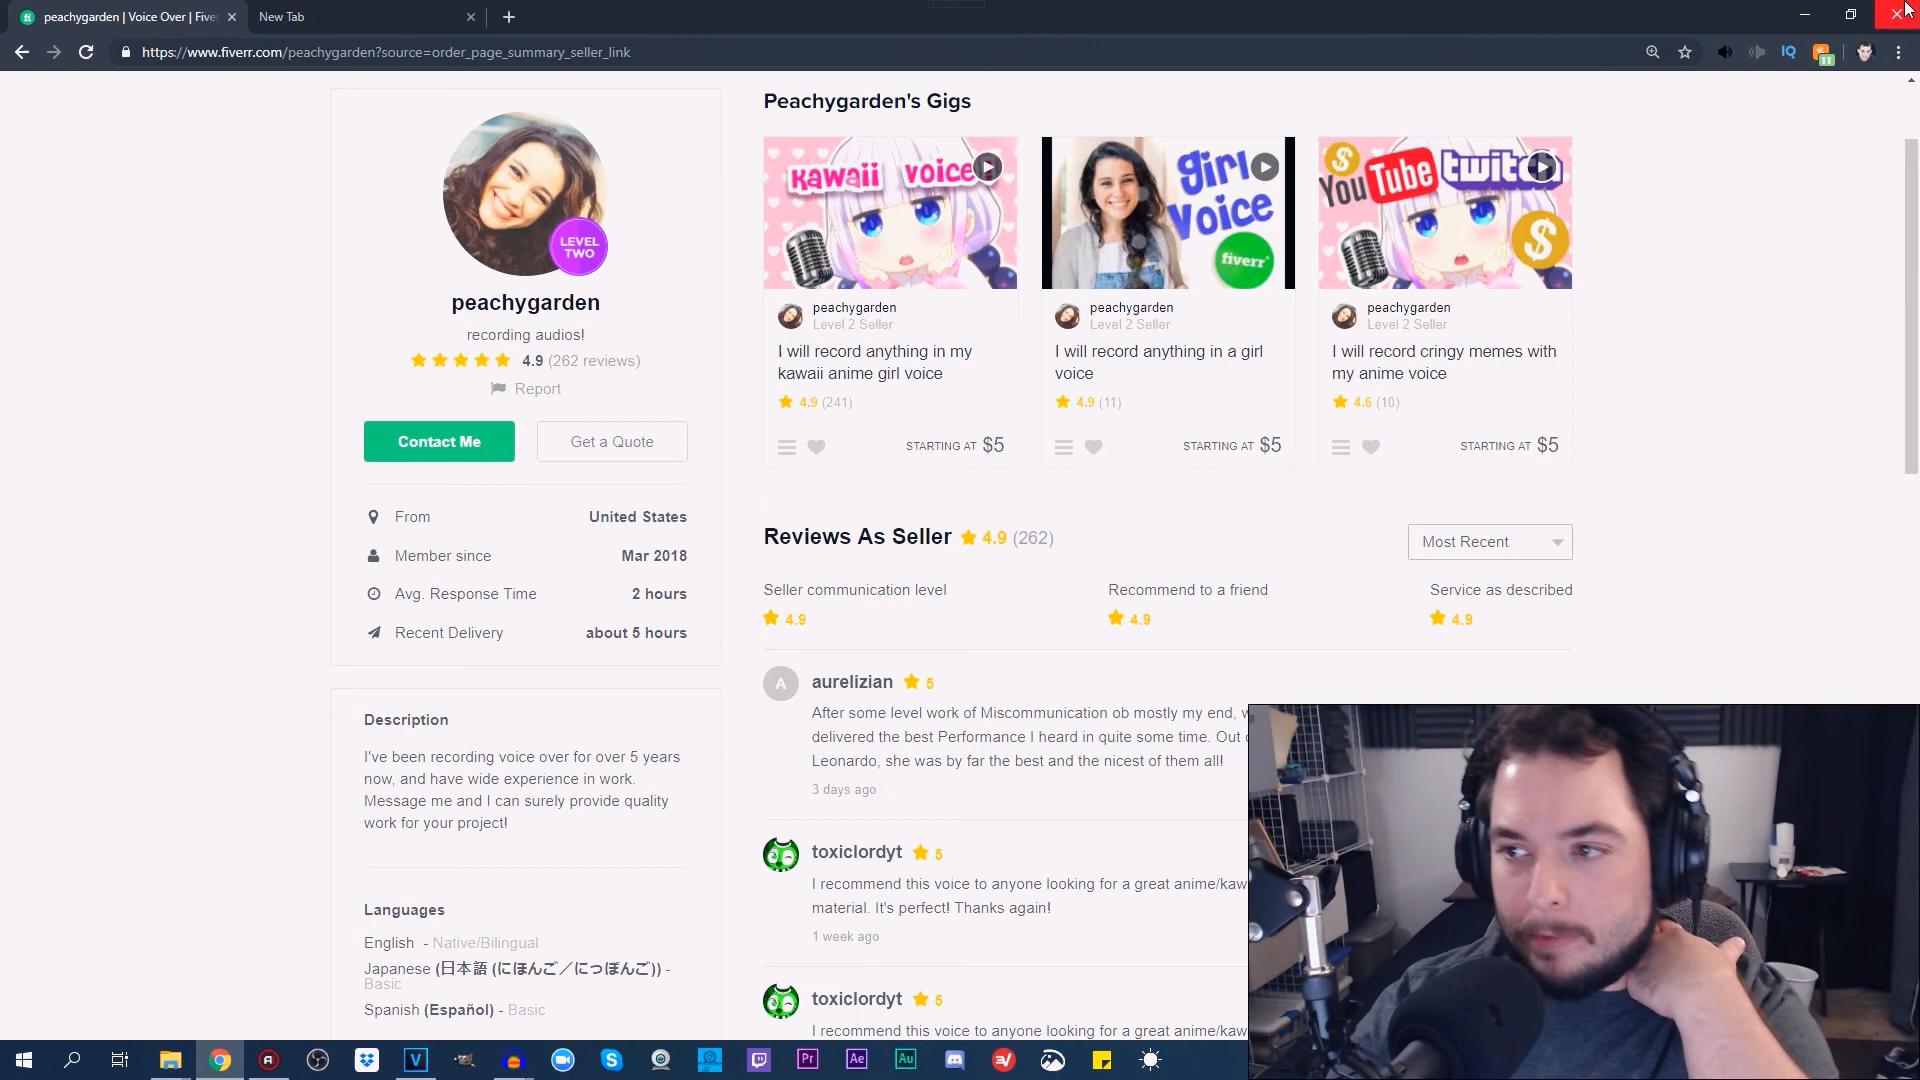 peachygarden | Voice Over | Five
New Tab
https://www.fiverr.com/peachygarden?source=order_page_summary_seller_link
IQ
11
LEVEL
TWO
peachygarden
recording audios!
4.9 (262 reviews)
Report
Contact Me
Get a Quote
From
United States
Member since
Mar 2018
Avg. Response Time
2 hours
Recent Delivery
about 5 hours
Description
I've been recording voice over for over 5 years
now, and have wide experience in work.
Message me and I can surely provide quality
work for your project!
Languages
English - Native/Bilingual
Japanese (日本語 (にほんご／にっぽんご)) -
Basic
Spanish (Español) - Basic
Peachygarden's Gigs
kawaii voice
peachygarden
Level 2 Seller
I will record anything in my
kawaii anime girl voice
4.9 (241)
STARTING AT $5
girl
voice
fiverr
peachygarden
Level 2 Seller
I will record anything in a girl
voice
4.9 (11)
STARTING AT $5
$
YouTube
twitch
$
peachygarden
Level 2 Seller
I will record cringy memes with
my anime voice
4.6 (10)
STARTING AT $5
Reviews As Seller 4.9 (262)
Most Recent
Seller communication level
4.9
Recommend to a friend
4.9
Service as described
4.9
A
aurelizian 5
After some level work of Miscommunication ob mostly my end,
delivered the best Performance I heard in quite some time. Out
Leonardo, she was by far the best and the nicest of them all!
3 days ago
toxiclordyt 5
I recommend this voice to anyone looking for a great anime/kaw
material. It's perfect! Thanks again!
1 week ago
toxiclordyt 5
I recommend this voice to anyone looking for a great anime/kaw
V
Pr
Ae
Au